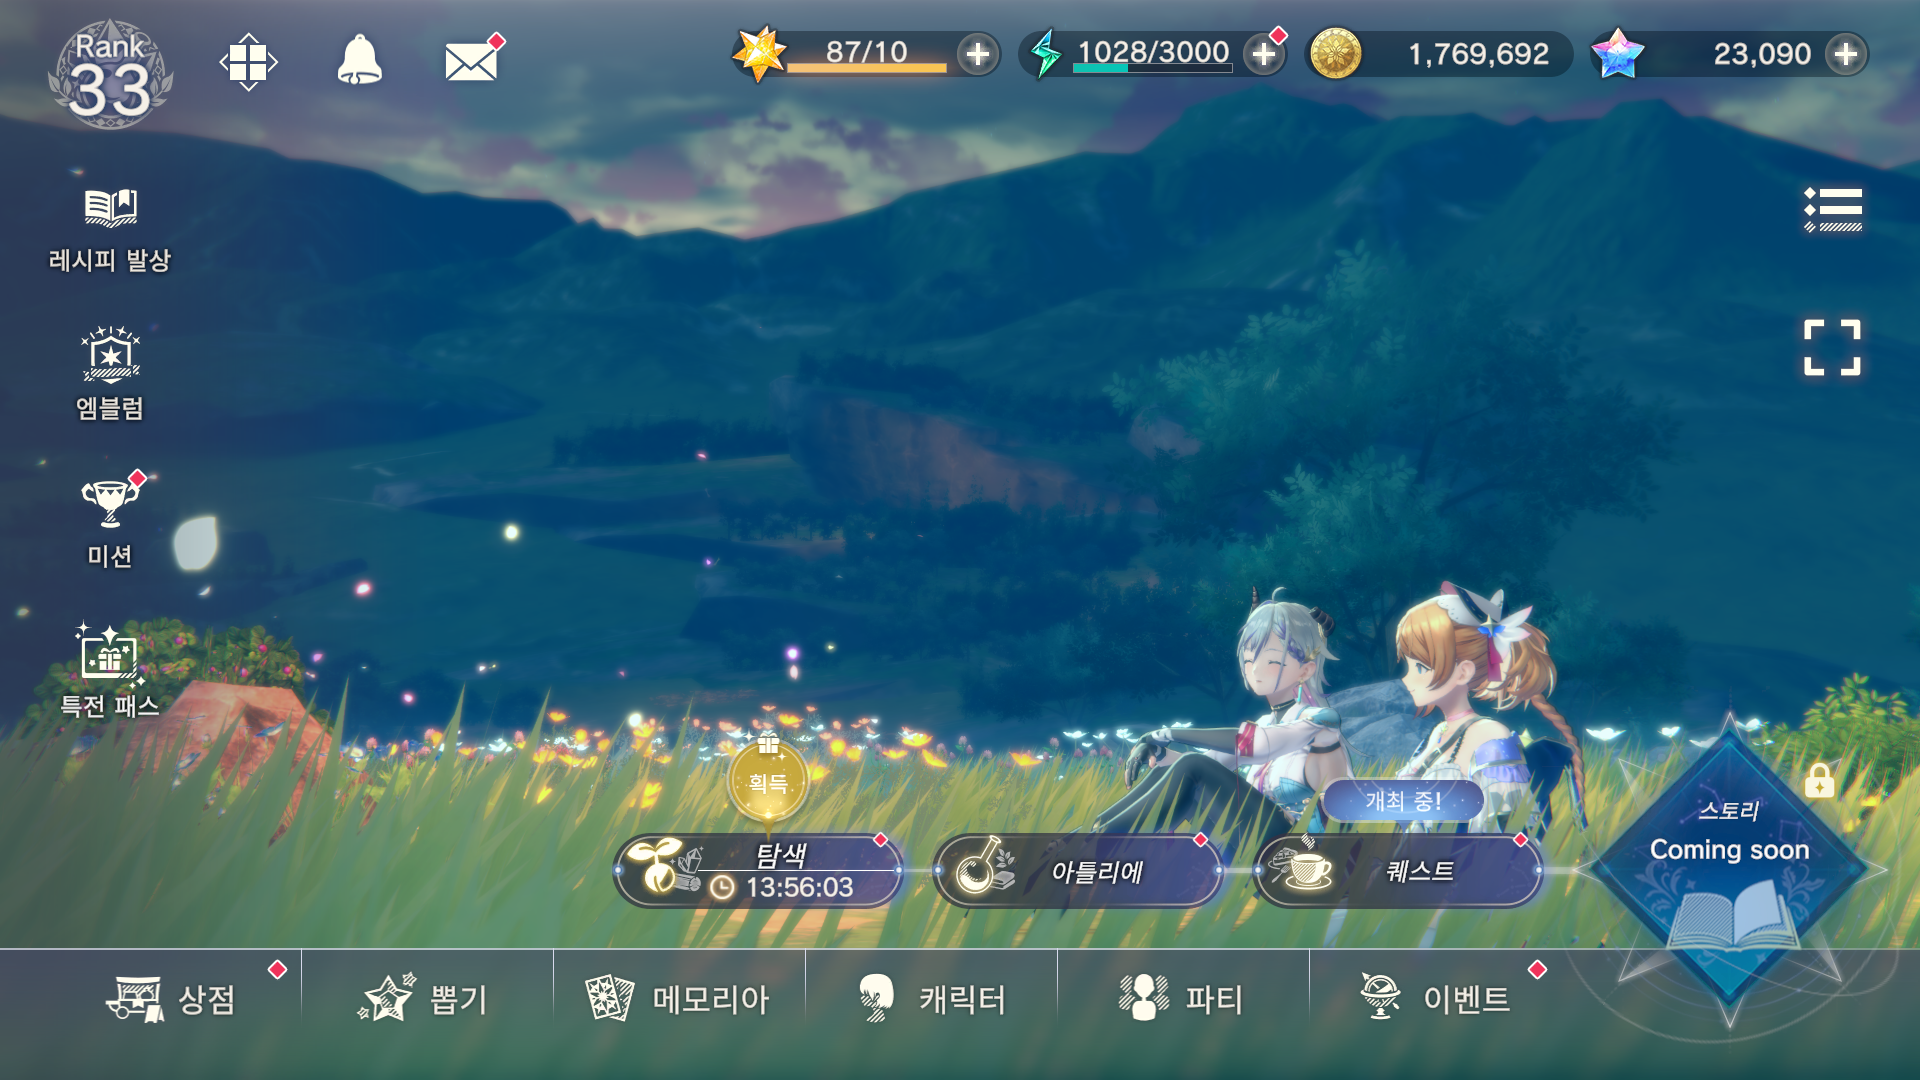 Rank
33
87/10
1028/3000
1,769,692
23,090
레시피 발상
엠블럼
미션
특전 패스
획득
탐색
13:56:03
아틀리에
개최 중!
퀘스트
스토리
Coming soon
상점
뽑기
메모리아
캐릭터
파티
이벤트